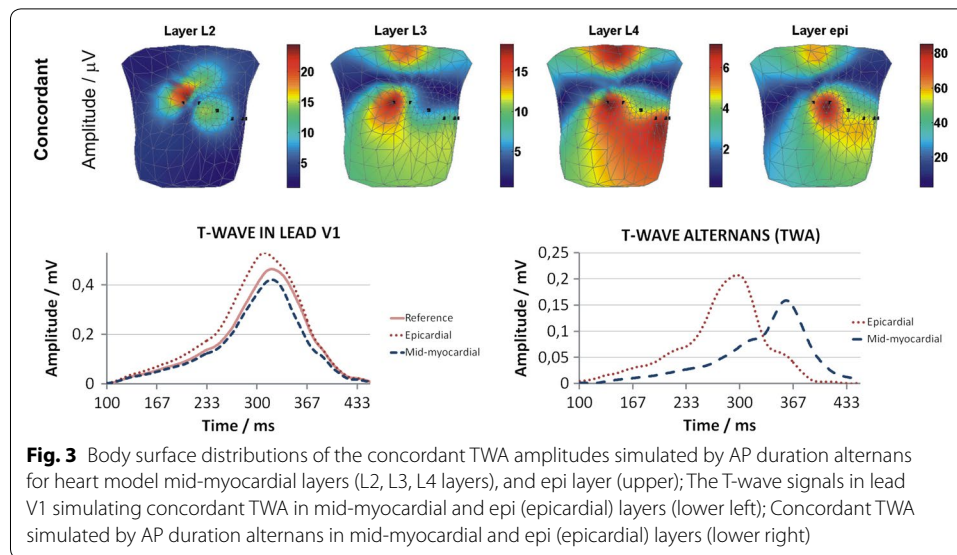 Layer L2
Layer L3
Layer L4
Layer epi
Concordant
Amplitude / μV
20
15
10
5
1
15
10
5
6
4
2
80
60
40
20
T-WAVE IN LEAD V1
Amplitude / mV
0,4
0,2
0
100 167 233 300 367 433
Time / ms
Reference
Epicardial
Mid-myocardial
T-WAVE ALTERNANS (TWA)
Amplitude / mV
0,25
0,2
0,15
0,1
0,05
0
100 167 233 300 367 433
Time / ms
Epicardial
Mid-myocardial
Fig. 3 Body surface distributions of the concordant TWA amplitudes simulated by AP duration alternans
for heart model mid-myocardial layers (L2, L3, L4 layers), and epi layer (upper); The T-wave signals in lead
V1 simulating concordant TWA in mid-myocardial and epi (epicardial) layers (lower left); Concordant TWA
simulated by AP duration alternans in mid-myocardial and epi (epicardial) layers (lower right)